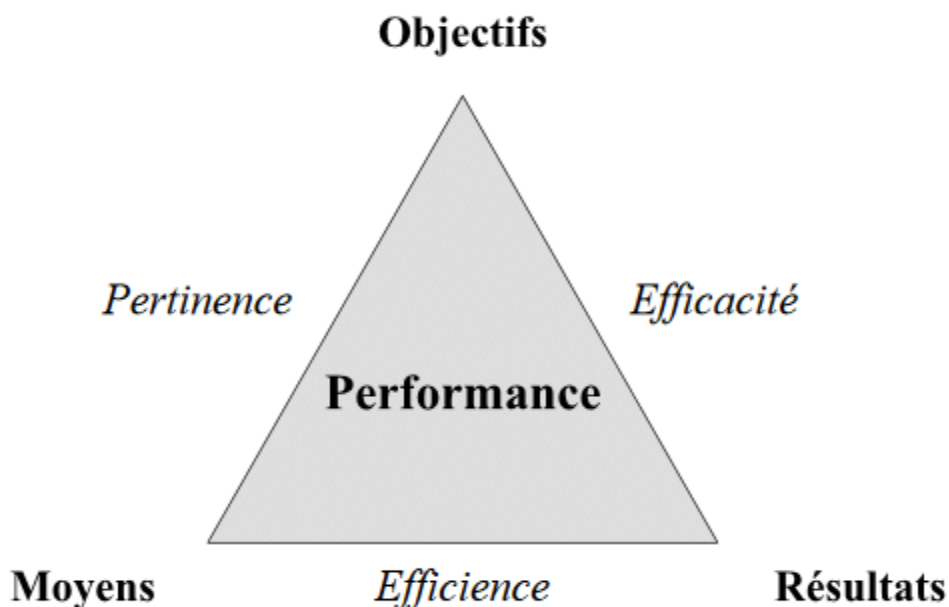 Objectifs
Pertinence
Efficacité
Performance
Moyens
Efficience
Résultats